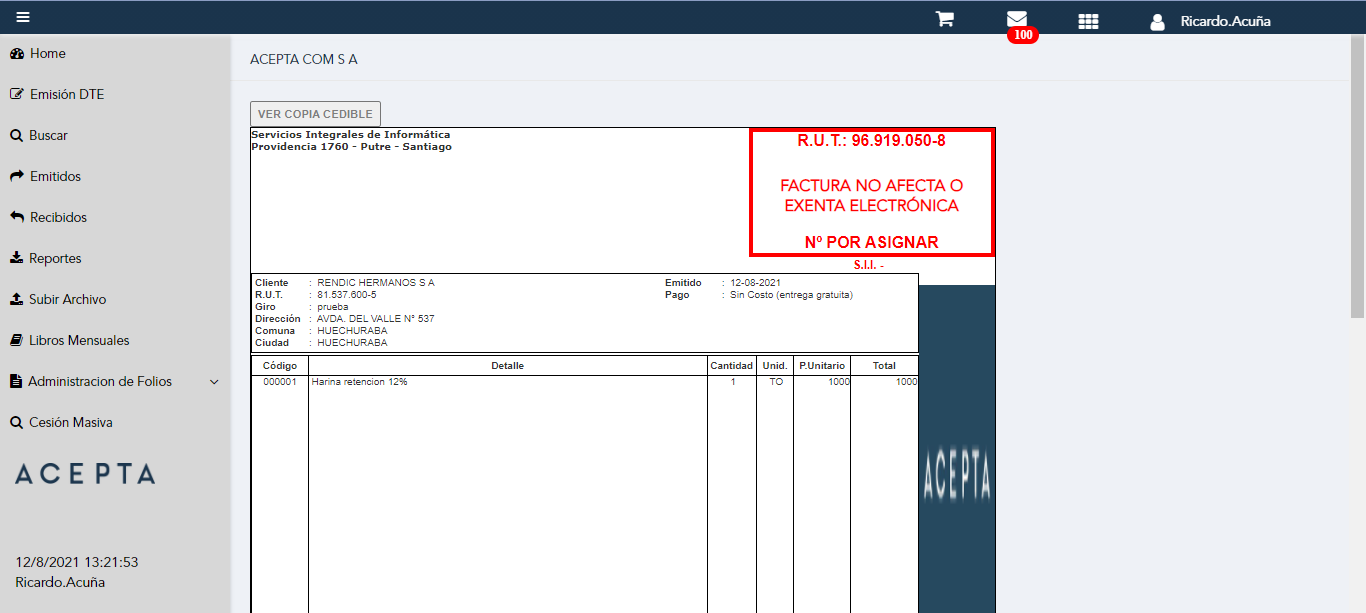 Ricardo.Acuña
100
Home
Emisión DTE
Buscar
Emitidos
Recibidos
Reportes
Subir Archivo
Libros Mensuales
Administracion de Folios
Cesión Masiva
ACEPTA
12/8/2021 13:21:53
Ricardo.Acuña
ACEPTA COM S A
VER COPIA CEDIBLE
Servicios Integrales de Informática
Providencia 1760 - Putre - Santiago
R.U.T.: 96.919.050-8
FACTURA NO AFECTA O
EXENTA ELECTRÓNICA
Nº POR ASIGNAR
S.I.I. -
Cliente : RENDIC HERMANOS S A Emitido : 12-08-2021
R.U.T. : 81.537.600-5 Pago : Sin Costo (entrega gratuita)
Giro : prueba
Dirección : AVDA. DEL VALLE N° 537
Comuna : HUECHURABA
Ciudad : HUECHURABA
Código Detalle Cantidad Unid. P.Unitario Total
000001 Harina retencion 12% 1 TO 1000 1000
ACEPTA